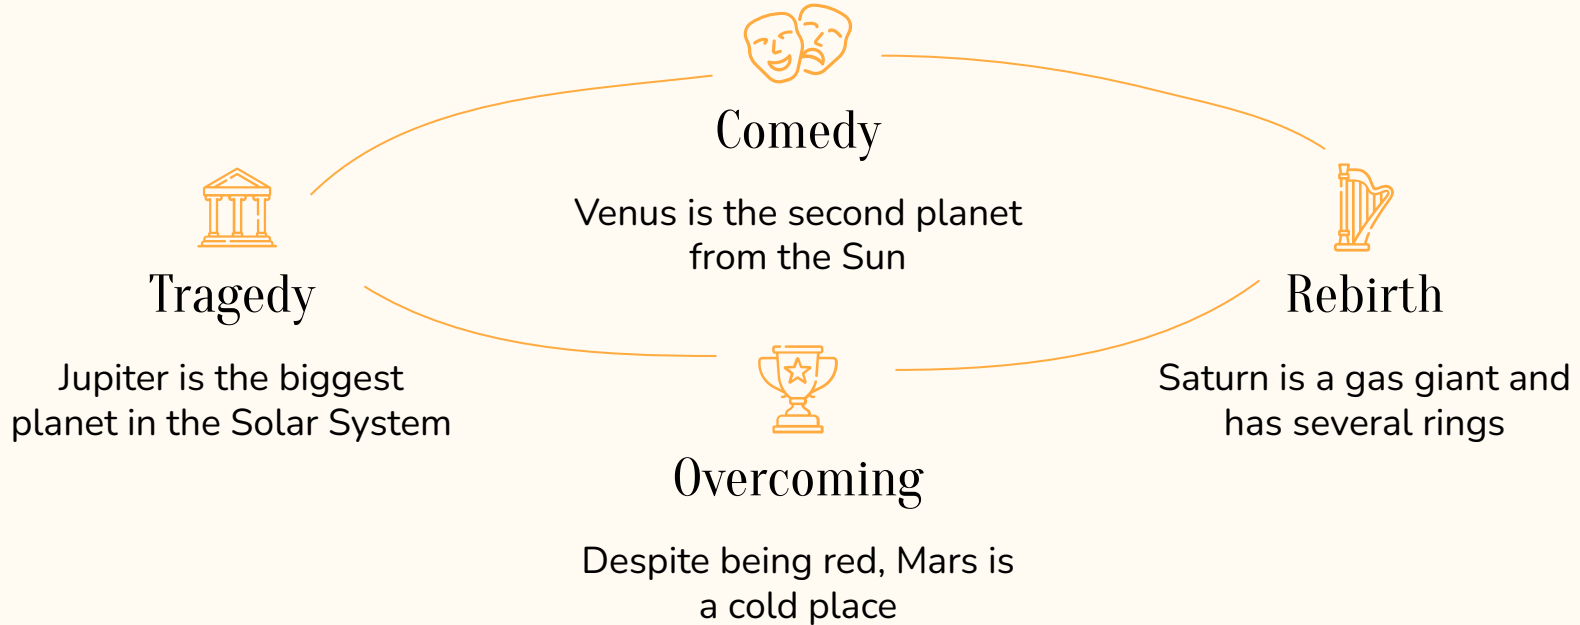 Comedy
Venus is the second planet
from the Sun
Tragedy
Jupiter is the biggest
planet in the Solar System
Rebirth
Saturn is a gas giant and
has several rings
Overcoming
Despite being red, Mars is
a cold place